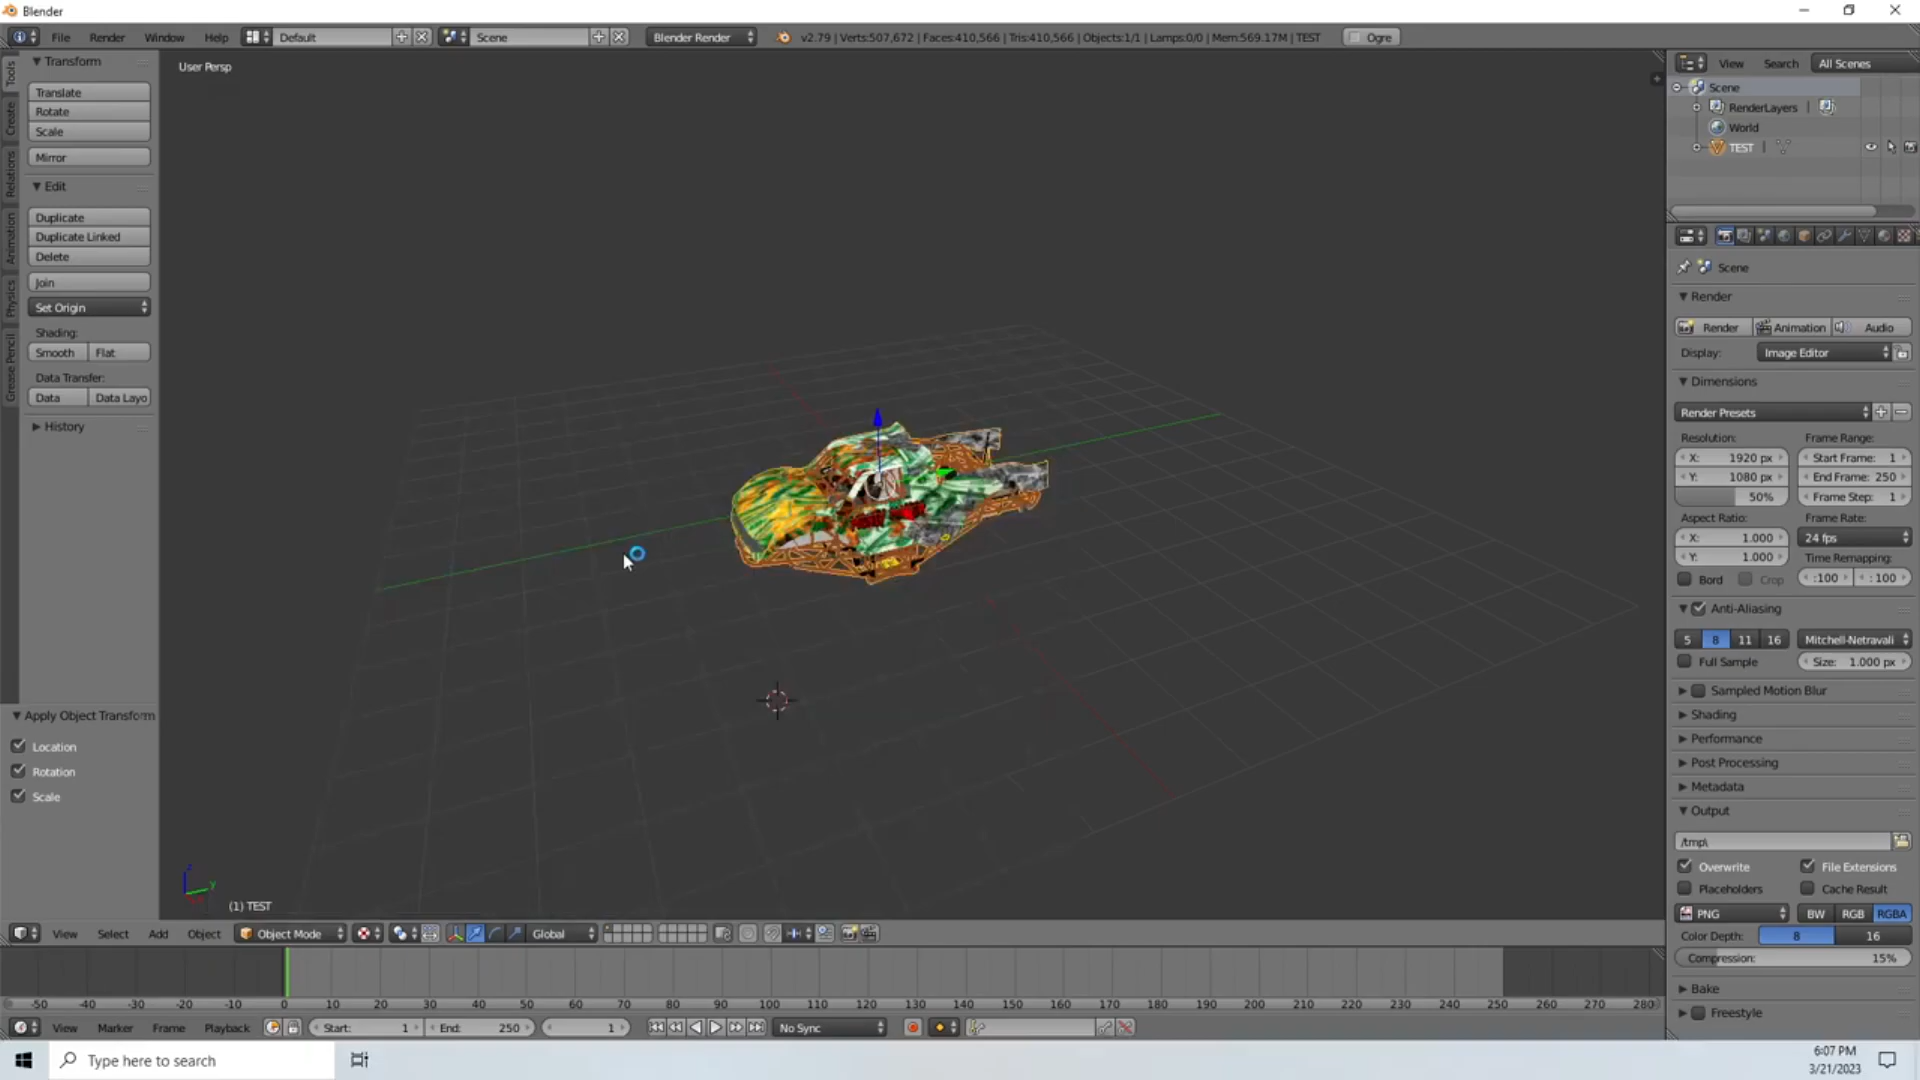 Blender
File Render Window Help Default Scene Blender Render v2.79 | Verts:507,672 | Faces:410,566 | Tris:410,566 | Objects:1/1 | Lamps:0/0 | Mem:569.17M | TEST Ogre
Tools
Create
Relations
Animation
Physics
Grease Pencil
Transform
Translate
Rotate
Scale
Mirror
Edit
Duplicate
Duplicate Linked
Delete
Join
Set Origin
Shading:
Smooth Flat
Data Transfer:
Data Data Layo
History
Apply Object Transform
Location
Rotation
Scale
User Persp
z
y
(1) TEST
View Search All Scenes
Scene
RenderLayers |
World
TEST |
Scene
Render
Render Animation Audio
Display: Image Editor
Dimensions
Render Presets
Resolution: Frame Range:
X: 1920 px Start Frame: 1
Y: 1080 px End Frame: 250
50% Frame Step: 1
Aspect Ratio: Frame Rate:
X: 1.000 24 fps
Y: 1.000 Time Remapping:
Bord Crop :100 : 100
Anti-Aliasing
5 8 11 16 Mitchell-Netravali
Full Sample Size: 1.000 px
Sampled Motion Blur
Shading
Performance
Post Processing
Metadata
Output
/tmp\
Overwrite File Extensions
Placeholders Cache Result
PNG BW RGB RGBA
Color Depth: 8 16
Compression: 15%
Bake
Freestyle
View Select Add Object Object Mode Global
-50 -40 -30 -20 -10 0 10 20 30 40 50 60 70 80 90 100 110 120 130 140 150 160 170 180 190 200 210 220 230 240 250 260 270 280
View Marker Frame Playback Start: 1 End: 250 1 No Sync
Type here to search
6:07 PM
3/21/2023